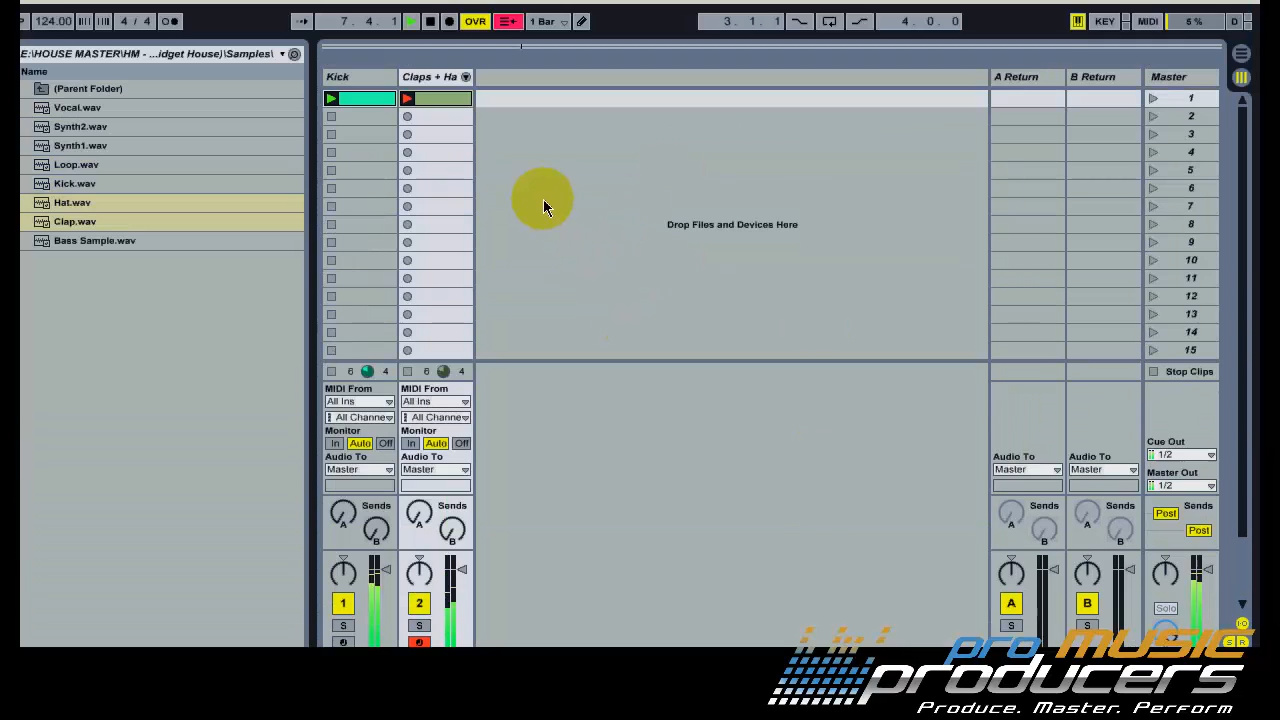 124.00
4 / 4
7. 4. 1
OVR
1 Bar
3. 1. 1
4. 0. 0
KEY
MIDI
6 %
D
E:\HOUSE MASTER\HM - ...idget House)\Samples\
Name
(Parent Folder)
Vocal.wav
Synth2.wav
Synth1.wav
Loop.wav
Kick.wav
Hat.wav
Clap.wav
Bass Sample.wav
Kick
Claps + Ha
A Return
B Return
Master
1
2
3
4
5
6
7
8
9
10
11
12
13
14
15
Drop Files and Devices Here
6 4
6 4
Stop Clips
MIDI From
All Ins
All Channe
Monitor
In Auto Off
Audio To
Master
MIDI From
All Ins
All Channe
Monitor
In Auto Off
Audio To
Master
Audio To
Master
Audio To
Master
Cue Out
1/2
Master Out
1/2
Sends
A
B
Sends
A
B
Sends
A
B
Sends
A
B
Sends
Post
Post
1
S
2
S
A
S
B
S
Solo
I·O
S
R
pro MUSIC
producers
Produce. Master. Perform